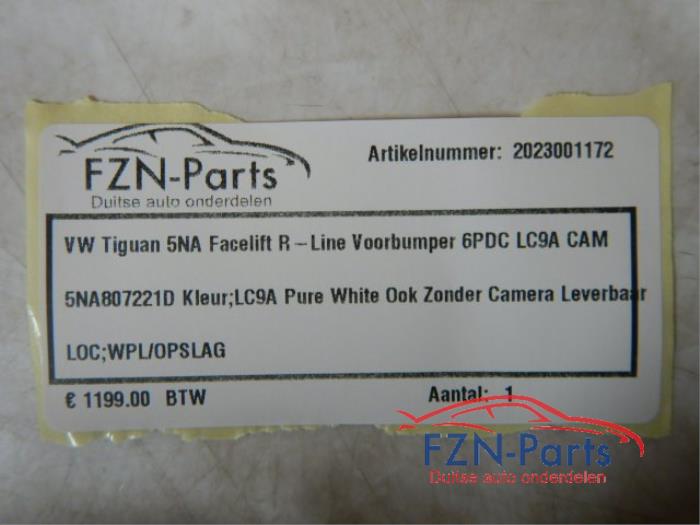 FZN-Parts
Duitse auto onderdelen
Artikelnummer: 2023001172
VW Tiguan 5NA Facelift R-Line Voorbumper 6PDC LC9A CAM
5NA807221D Kleur;LC9A Pure White Ook Zonder Camera Leverbaar
LOC;WPL/OPSLAG
€ 1199.00 BTW
Aantal: 1
FZN-Parts
Duitse auto onderdelen